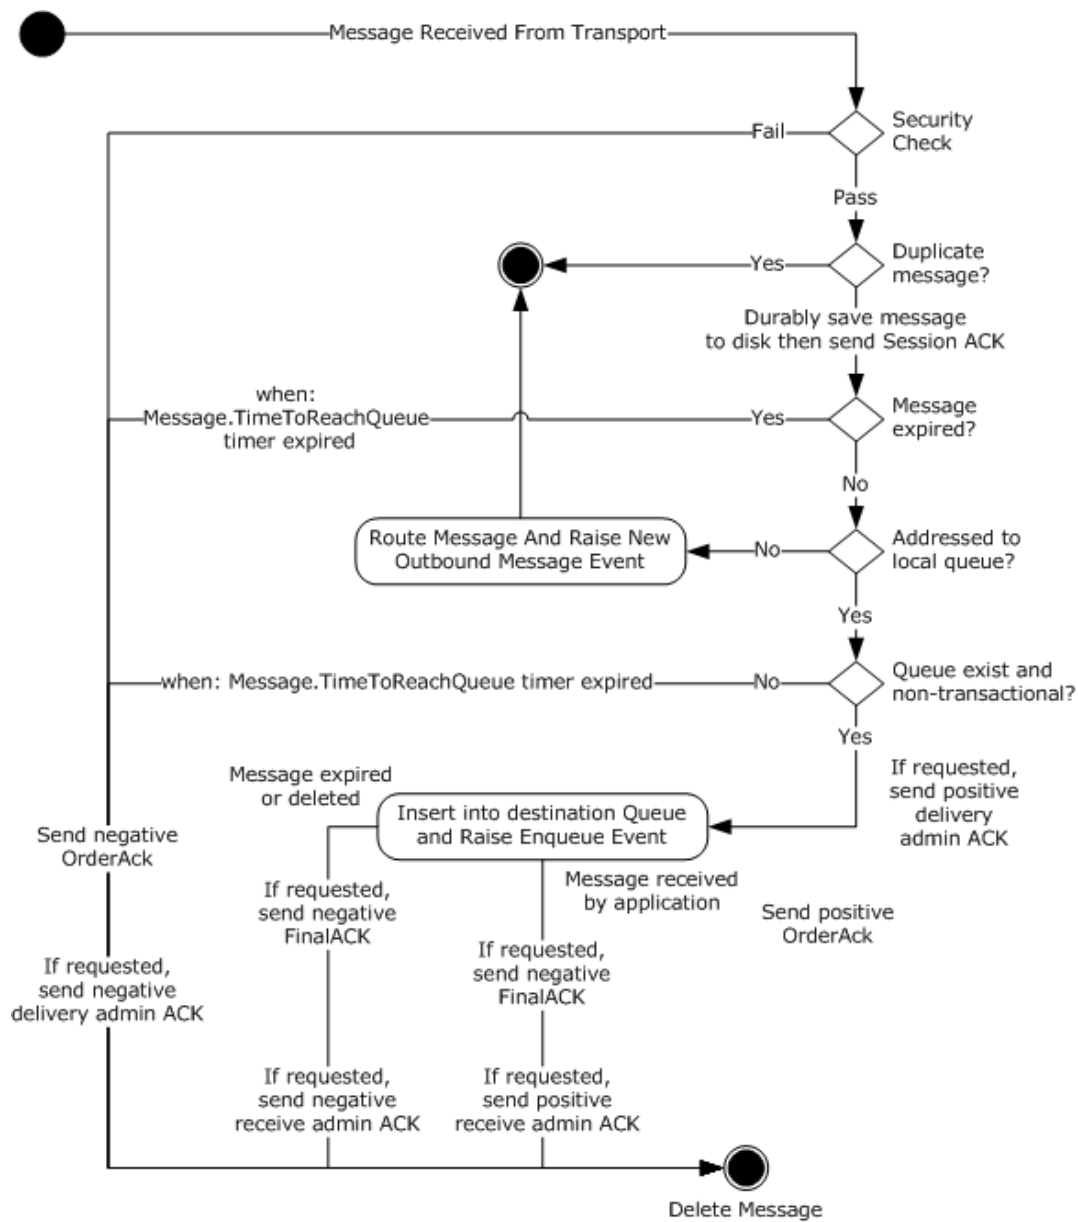 Message Received From Transport
Security
Check
Fail
Pass
Duplicate
message?
Yes
Durably save message
to disk then send Session ACK
when:
Message.TimeToReachQueue
timer expired
Yes
Message
expired?
No
Route Message And Raise New
Outbound Message Event
No
Addressed to
local queue?
Yes
when: Message.TimeToReachQueue timer expired
No
Queue exist and
non-transactional?
Yes
If requested,
send positive
delivery
admin ACK
Message expired
or deleted
Insert into destination Queue
and Raise Enqueue Event
Send negative
OrderAck
If requested,
send negative
FinalACK
Message received
by application
Send positive
OrderAck
If requested,
send negative
FinalACK
If requested,
send negative
delivery admin ACK
If requested,
send negative
receive admin ACK
If requested,
send positive
receive admin ACK
Delete Message